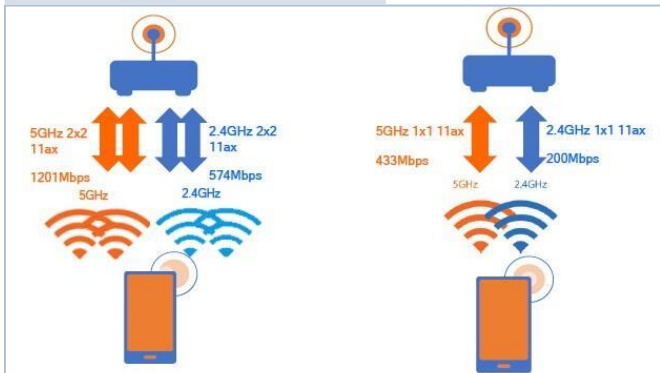 5GHz 2x2
11ax
1201Mbps
5GHz
2.4GHz 2x2
11ax
574Mbps
2.4GHz
5GHz 1x1 11ax
433Mbps
5GHz
2.4GHz 1x1 11ax
200Mbps
2.4GHz